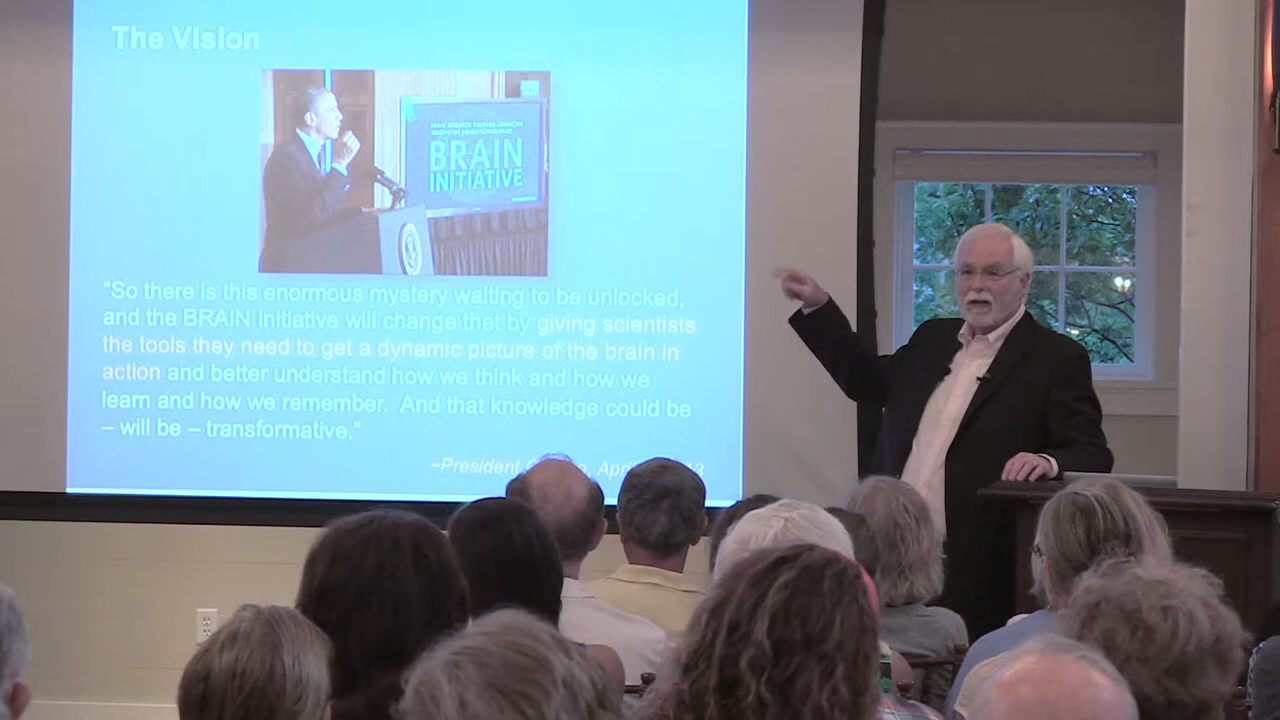 The Vision
BRAIN
INITIATIVE
“So there is this enormous mystery waiting to be unlocked,
and the BRAIN Initiative will change that by giving scientists
the tools they need to get a dynamic picture of the brain in
action and better understand how we think and how we
learn and how we remember. And that knowledge could be
– will be – transformative.”
~President